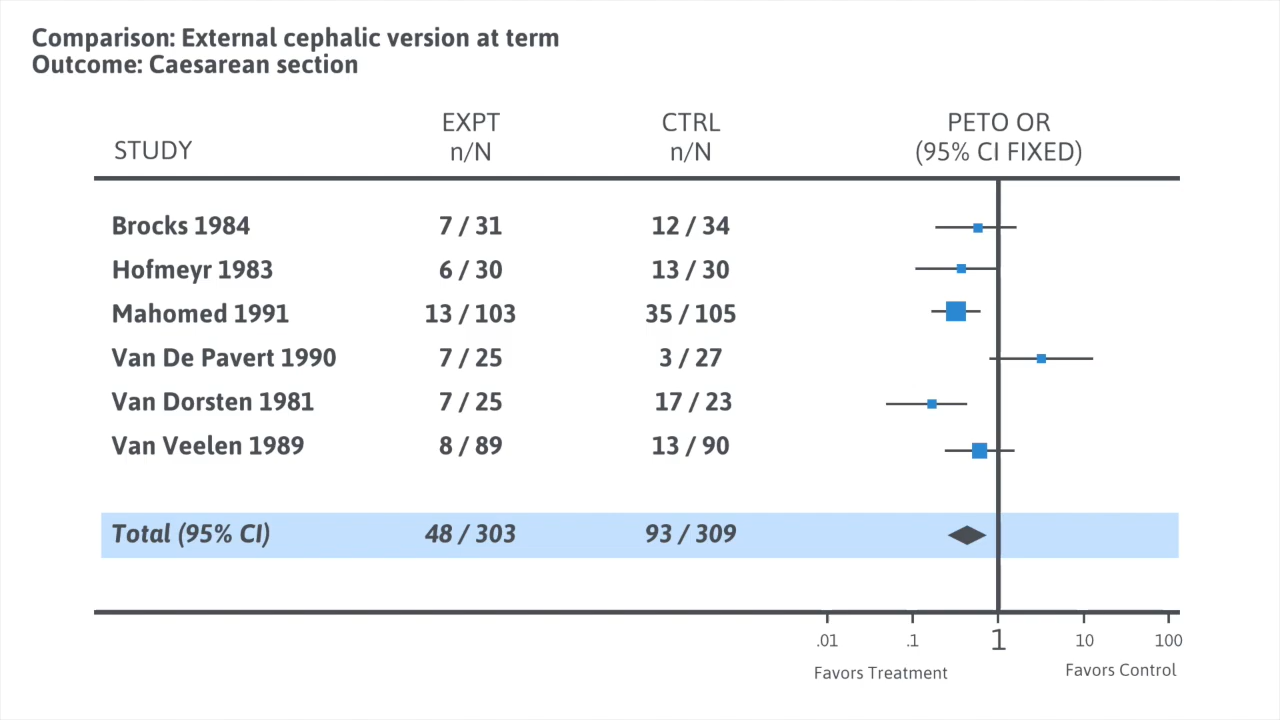 Comparison: External cephalic version at term
Outcome: Caesarean section
EXPT CTRL PETO OR
STUDY n/N n/N (95% CI FIXED)
Brocks 1984 7 / 31 12 / 34
Hofmeyr 1983 6 / 30 13 / 30
Mahomed 1991 13 / 103 35 / 105
Van De Pavert 1990 7 / 25 3 / 27
Van Dorsten 1981 7 / 25 17 / 23
Van Veelen 1989 8 / 89 13 / 90
Total (95% CI) 48 / 303 93 / 309
.01 .1 1 10 100
Favors Treatment Favors Control